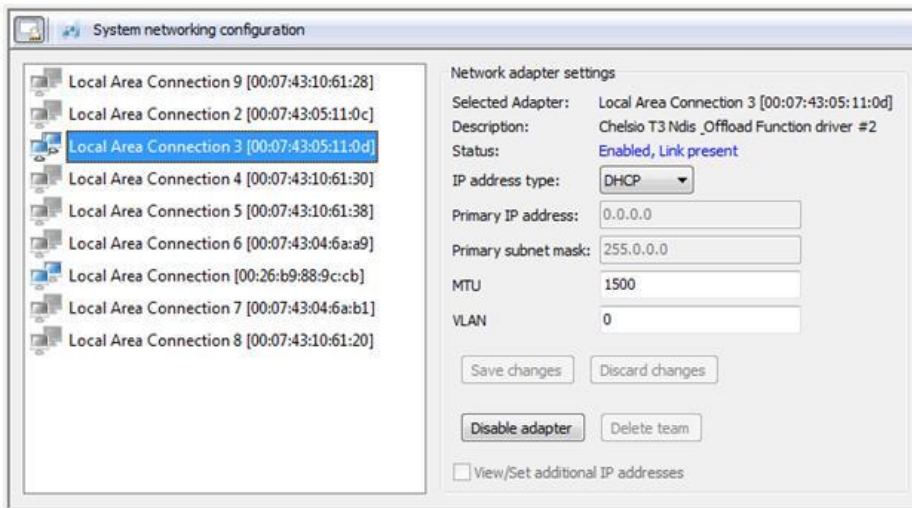 System networking configuration
Local Area Connection 9 [00:07:43:10:61:28]
Local Area Connection 2 [00:07:43:05:11:0c]
Local Area Connection 3 [00:07:43:05:11:0d]
Local Area Connection 4 [00:07:43:10:61:30]
Local Area Connection 5 [00:07:43:10:61:38]
Local Area Connection 6 [00:07:43:04:6a:a9]
Local Area Connection [00:26:b9:88:9c:cb]
Local Area Connection 7 [00:07:43:04:6a:b1]
Local Area Connection 8 [00:07:43:10:61:20]
Network adapter settings
Selected Adapter: Local Area Connection 3 [00:07:43:05:11:0d]
Description: Chelsio T3 Ndis _Offload Function driver #2
Status: Enabled, Link present
IP address type: DHCP
Primary IP address: 0.0.0.0
Primary subnet mask: 255.0.0.0
MTU 1500
VLAN 0
Save changes Discard changes
Disable adapter Delete team
View/Set additional IP addresses